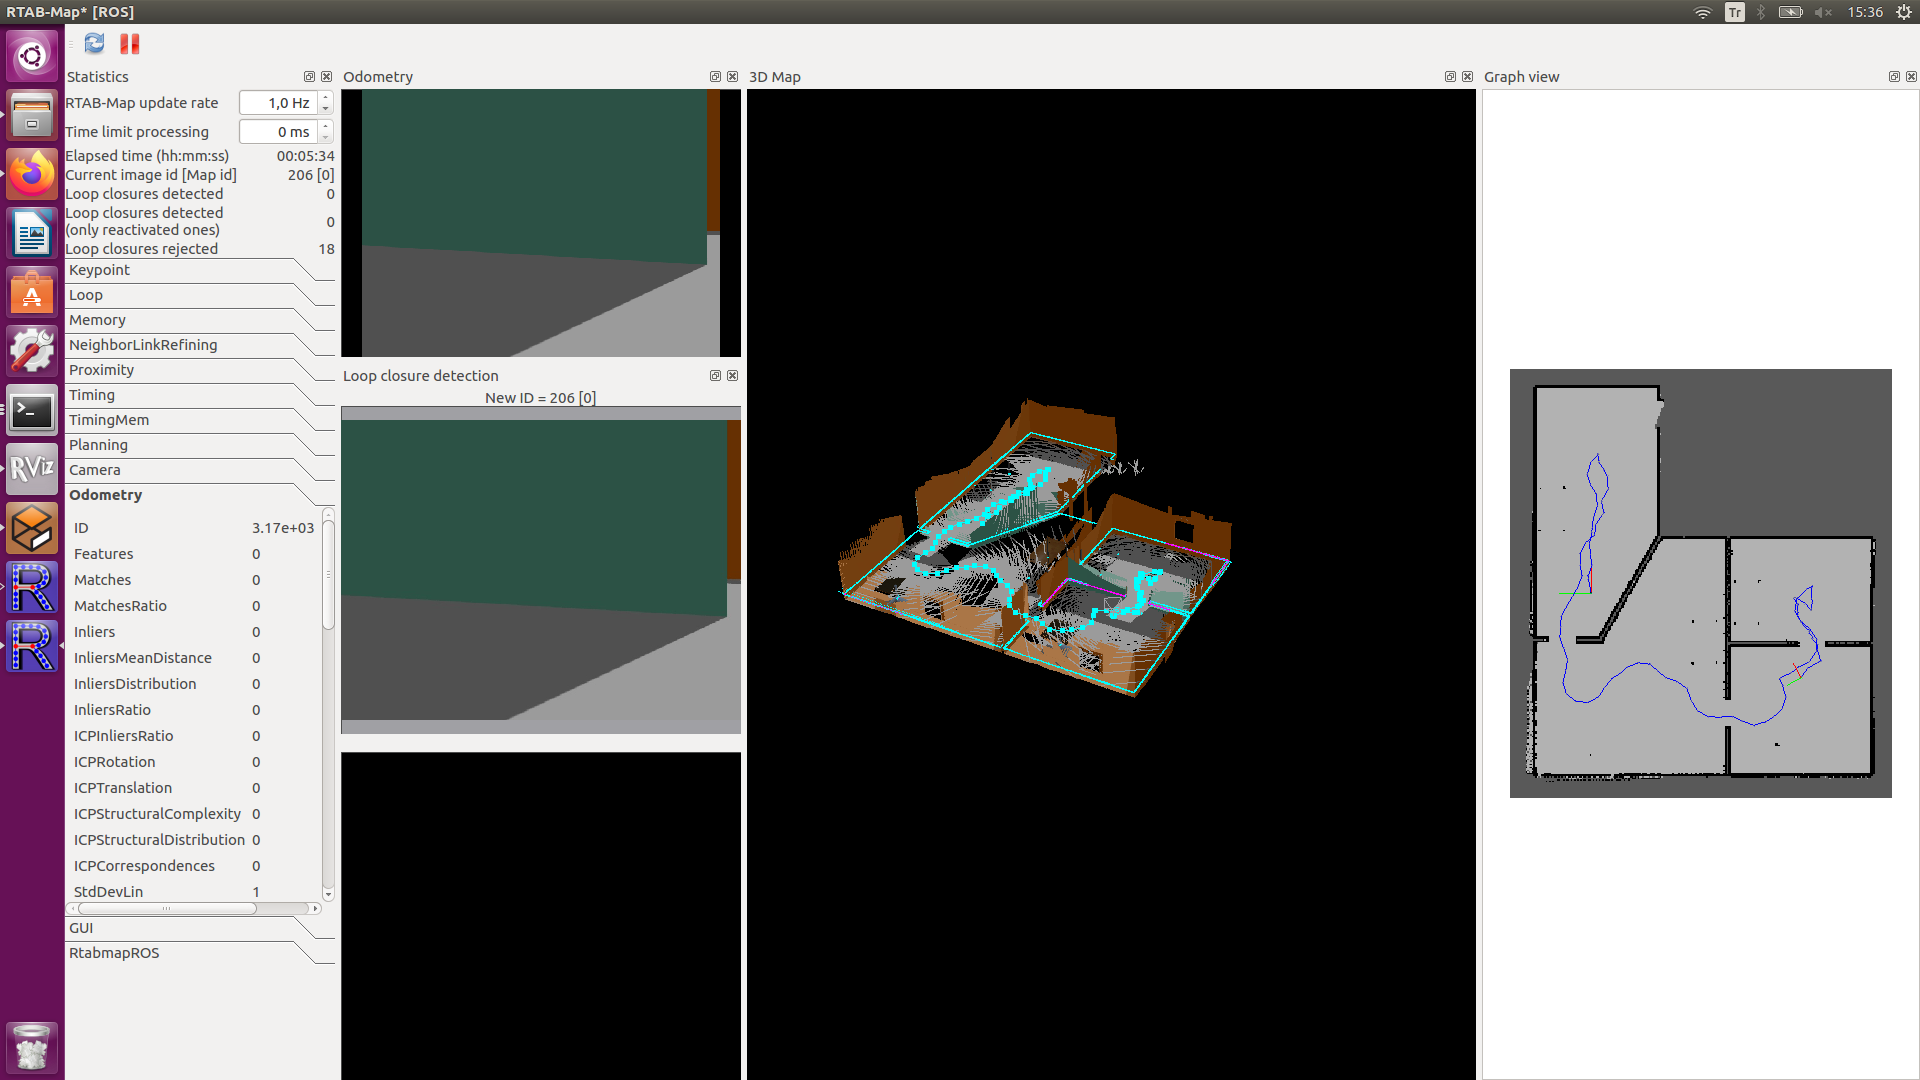 RTAB-Map* [ROS]
Tr
15:36
Statistics
RTAB-Map update rate 1,0 Hz
Time limit processing 0 ms
Elapsed time (hh:mm:ss) 00:05:34
Current image id [Map id] 206 [0]
Loop closures detected 0
Loop closures detected
(only reactivated ones) 0
Loop closures rejected 18
Keypoint
Loop
Memory
NeighborLinkRefining
Proximity
Timing
TimingMem
Planning
Camera
Odometry
ID 3.17e+03
Features 0
Matches 0
MatchesRatio 0
Inliers 0
InliersMeanDistance 0
InliersDistribution 0
InliersRatio 0
ICPInliersRatio 0
ICPRotation 0
ICPTranslation 0
ICPStructuralComplexity 0
ICPStructuralDistribution 0
ICPCorrespondences 0
StdDevLin 1
GUI
RtabmapROS
Odometry
Loop closure detection
New ID = 206 [0]
3D Map
Graph view
RViz
R
R